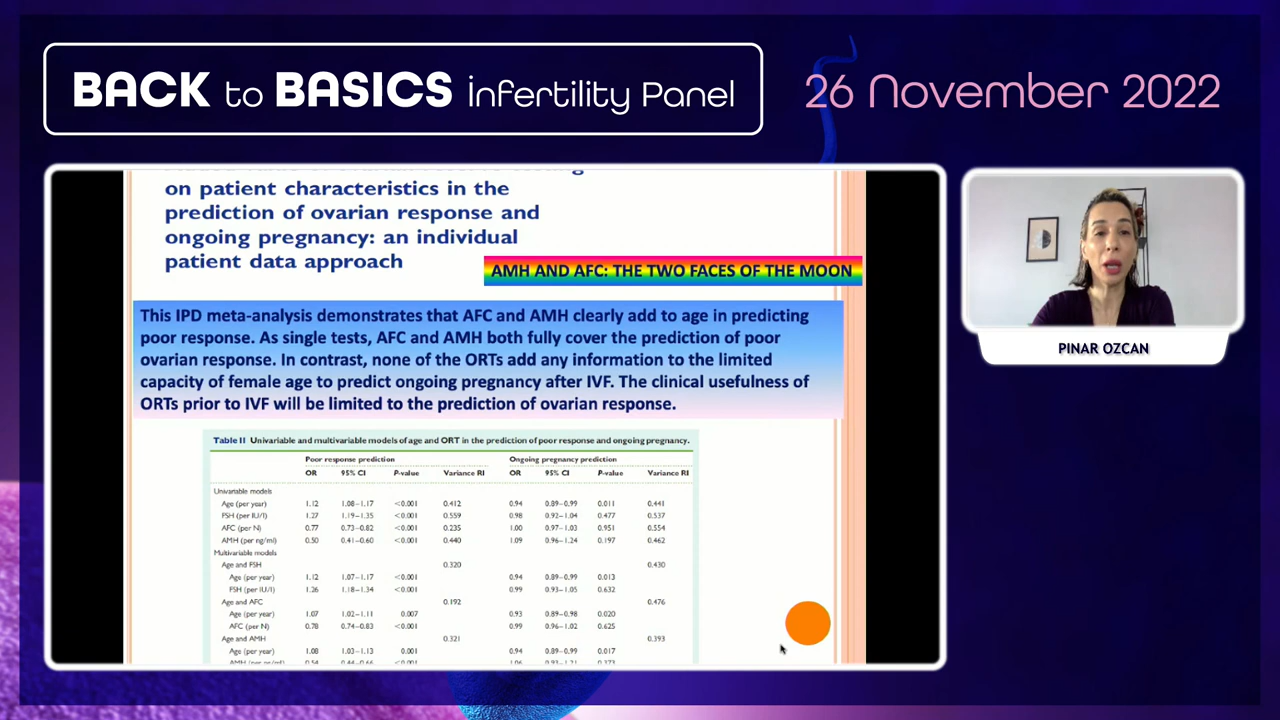 BACK to BASICS infertility Panel
26 November 2022
on patient characteristics in the
prediction of ovarian response and
ongoing pregnancy: an individual
patient data approach
AMH AND AFC: THE TWO FACES OF THE MOON
This IPD meta-analysis demonstrates that AFC and AMH clearly add to age in predicting
poor response. As single tests, AFC and AMH both fully cover the prediction of poor
ovarian response. In contrast, none of the ORTs add any information to the limited
capacity of female age to predict ongoing pregnancy after IVF. The clinical usefulness of
ORTs prior to IVF will be limited to the prediction of ovarian response.
Table II Univariable and multivariable models of age and ORT in the prediction of poor response and ongoing pregnancy.
Poor response prediction Ongoing pregnancy prediction
OR 95% CI P-value Variance RI OR 95% CI P-value Variance RI
Univariable models
Age (per year) 1.12 1.08–1.17 <0.001 0.412 0.94 0.89–0.99 0.011 0.441
FSH (per IU/l) 1.27 1.19–1.35 <0.001 0.559 0.98 0.92–1.04 0.477 0.537
AFC (per N) 0.77 0.73–0.82 <0.001 0.235 1.00 0.97–1.03 0.951 0.554
AMH (per ng/ml) 0.50 0.41–0.60 <0.001 0.440 1.09 0.96–1.24 0.197 0.462
Multivariable models
Age and FSH 0.320 0.430
Age (per year) 1.12 1.07–1.17 <0.001 0.94 0.89–0.99 0.013
FSH (per IU/l) 1.26 1.18–1.34 <0.001 0.99 0.93–1.05 0.632
Age and AFC 0.192 0.476
Age (per year) 1.07 1.02–1.11 0.007 0.93 0.89–0.98 0.020
AFC (per N) 0.78 0.74–0.83 <0.001 0.99 0.96–1.02 0.625
Age and AMH 0.321 0.393
Age (per year) 1.08 1.03–1.13 0.001 0.94 0.89–0.99 0.017
PINAR OZCAN